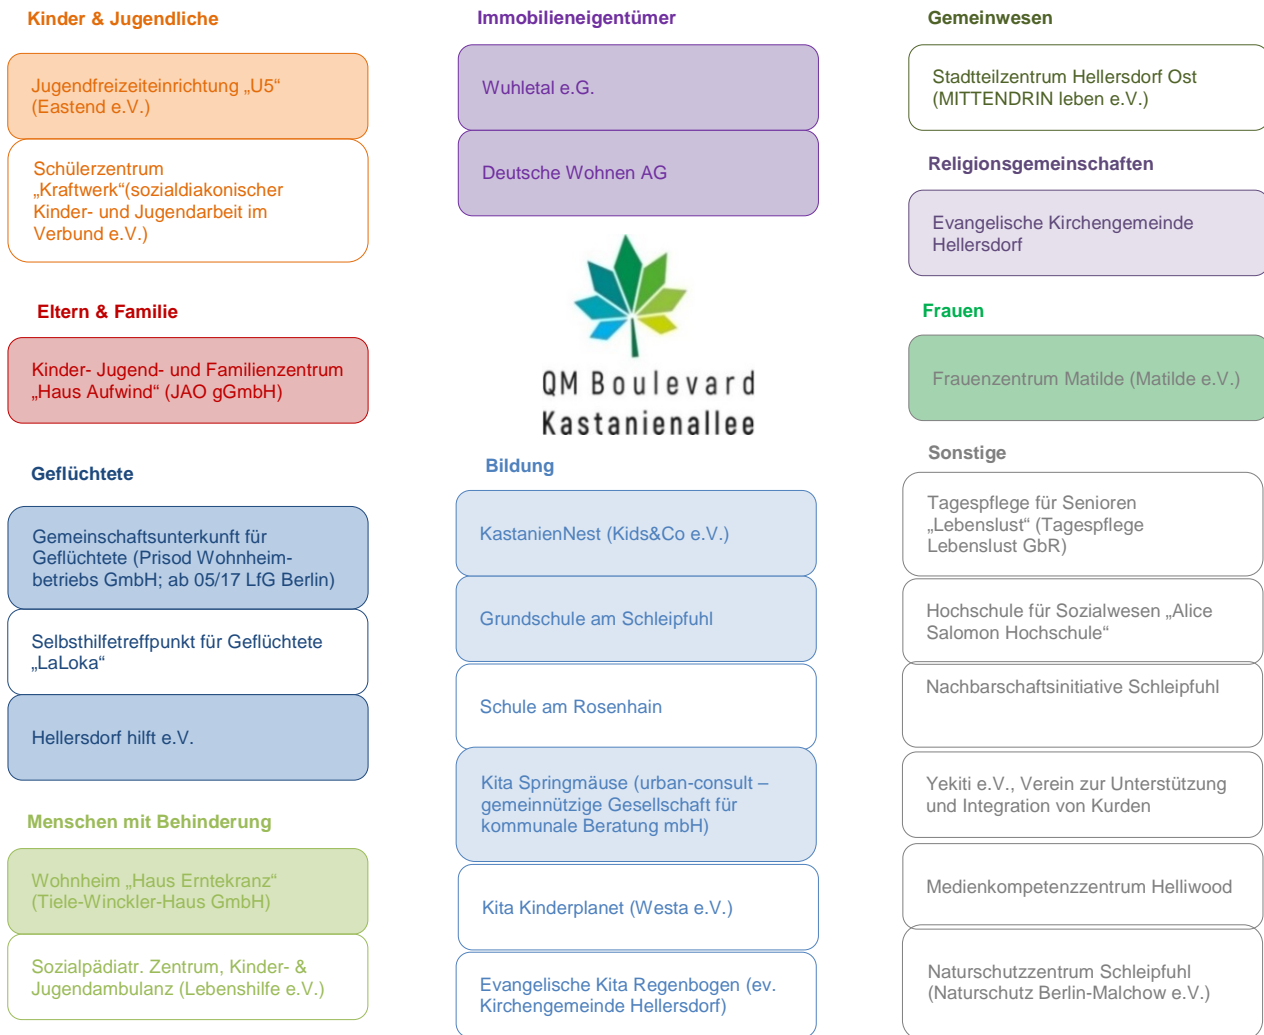 Kinder & Jugendliche
Jugendfreizeiteinrichtung „U5“
(Eastend e.V.)
Schülerzentrum
„Kraftwerk“(sozialdiakonischer
Kinder- und Jugendarbeit im
Verbund e.V.)
Eltern & Familie
Kinder- Jugend- und Familienzentrum
„Haus Aufwind“ (JAO gGmbH)
Geflüchtete
Gemeinschaftsunterkunft für
Geflüchtete (Prisod Wohnheim-
betriebs GmbH; ab 05/17 LfG Berlin)
Selbsthilfetreffpunkt für Geflüchtete
„LaLoka“
Hellersdorf hilft e.V.
Menschen mit Behinderung
Wohnheim „Haus Erntekranz“
(Tiele-Winckler-Haus GmbH)
Sozialpädiatr. Zentrum, Kinder- &
Jugendambulanz (Lebenshilfe e.V.)
Immobilieneigentümer
Wuhletal e.G.
Deutsche Wohnen AG
QM Boulevard
Kastanienallee
Bildung
KastanienNest (Kids&Co e.V.)
Grundschule am Schleipfuhl
Schule am Rosenhain
Kita Springmäuse (urban-consult –
gemeinnützige Gesellschaft für
kommunale Beratung mbH)
Kita Kinderplanet (Westa e.V.)
Evangelische Kita Regenbogen (ev.
Kirchengemeinde Hellersdorf)
Gemeinwesen
Stadtteilzentrum Hellersdorf Ost
(MITTENDRIN leben e.V.)
Religionsgemeinschaften
Evangelische Kirchengemeinde
Hellersdorf
Frauen
Frauenzentrum Matilde (Matilde e.V.)
Sonstige
Tagespflege für Senioren
„Lebenslust“ (Tagespflege
Lebenslust GbR)
Hochschule für Sozialwesen „Alice
Salomon Hochschule“
Nachbarschaftsinitiative Schleipfuhl
Yekiti e.V., Verein zur Unterstützung
und Integration von Kurden
Medienkompetenzzentrum Helliwood
Naturschutzzentrum Schleipfuhl
(Naturschutz Berlin-Malchow e.V.)